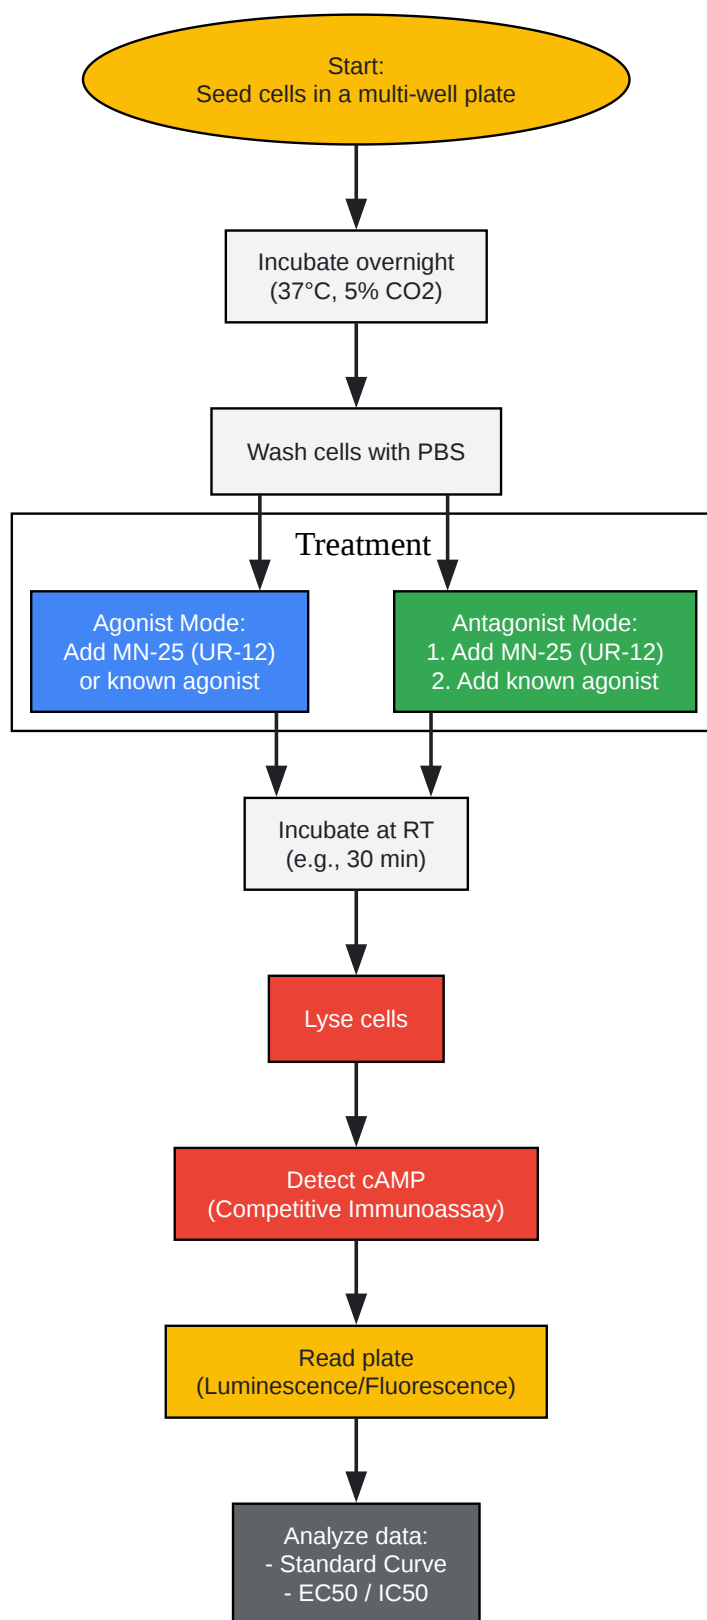 Start:
Seed cells in a multi-well plate
Incubate overnight
(37°C, 5% CO2)
Wash cells with PBS
Treatment
Agonist Mode:
Add MN-25 (UR-12)
or known agonist
Antagonist Mode:
1. Add MN-25 (UR-12)
2. Add known agonist
Incubate at RT
(e.g., 30 min)
Lyse cells
Detect cAMP
(Competitive Immunoassay)
Read plate
(Luminescence/Fluorescence)
Analyze data:
- Standard Curve
- EC50 / IC50